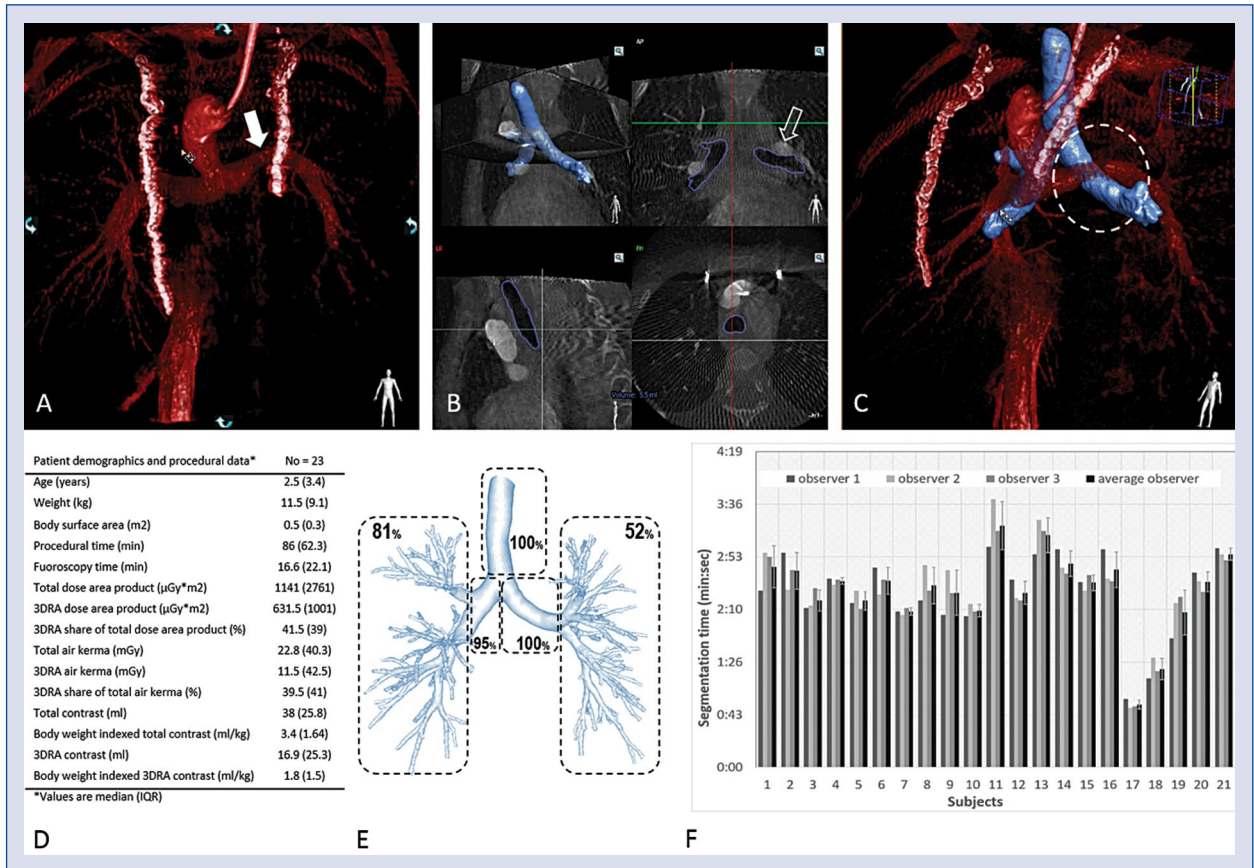 A
AP
LR
FH
Volume: 5.5 ml
B
C
Patient demographics and procedural data* No = 23
Age (years) 2.5 (3.4)
Weight (kg) 11.5 (9.1)
Body surface area (m2) 0.5 (0.3)
Procedural time (min) 86 (62.3)
Fuoroscopy time (min) 16.6 (22.1)
Total dose area product (µGy*m2) 1141 (2761)
3DRA dose area product (µGy*m2) 631.5 (1001)
3DRA share of total dose area product (%) 41.5 (39)
Total air kerma (mGy) 22.8 (40.3)
3DRA air kerma (mGy) 11.5 (42.5)
3DRA share of total air kerma (%) 39.5 (41)
Total contrast (ml) 38 (25.8)
Body weight indexed total contrast (ml/kg) 3.4 (1.64)
3DRA contrast (ml) 16.9 (25.3)
Body weight indexed 3DRA contrast (ml/kg) 1.8 (1.5)
*Values are median (IQR)
D
81%
52%
100%
95%
100%
E
4:19
observer 1 observer 2 observer 3 average observer
3:36
2:53
2:10
1:26
0:43
0:00
Segmentation time (min:sec)
1 2 3 4 5 6 7 8 9 10 11 12 13 14 15 16 17 18 19 20 21
Subjects
F